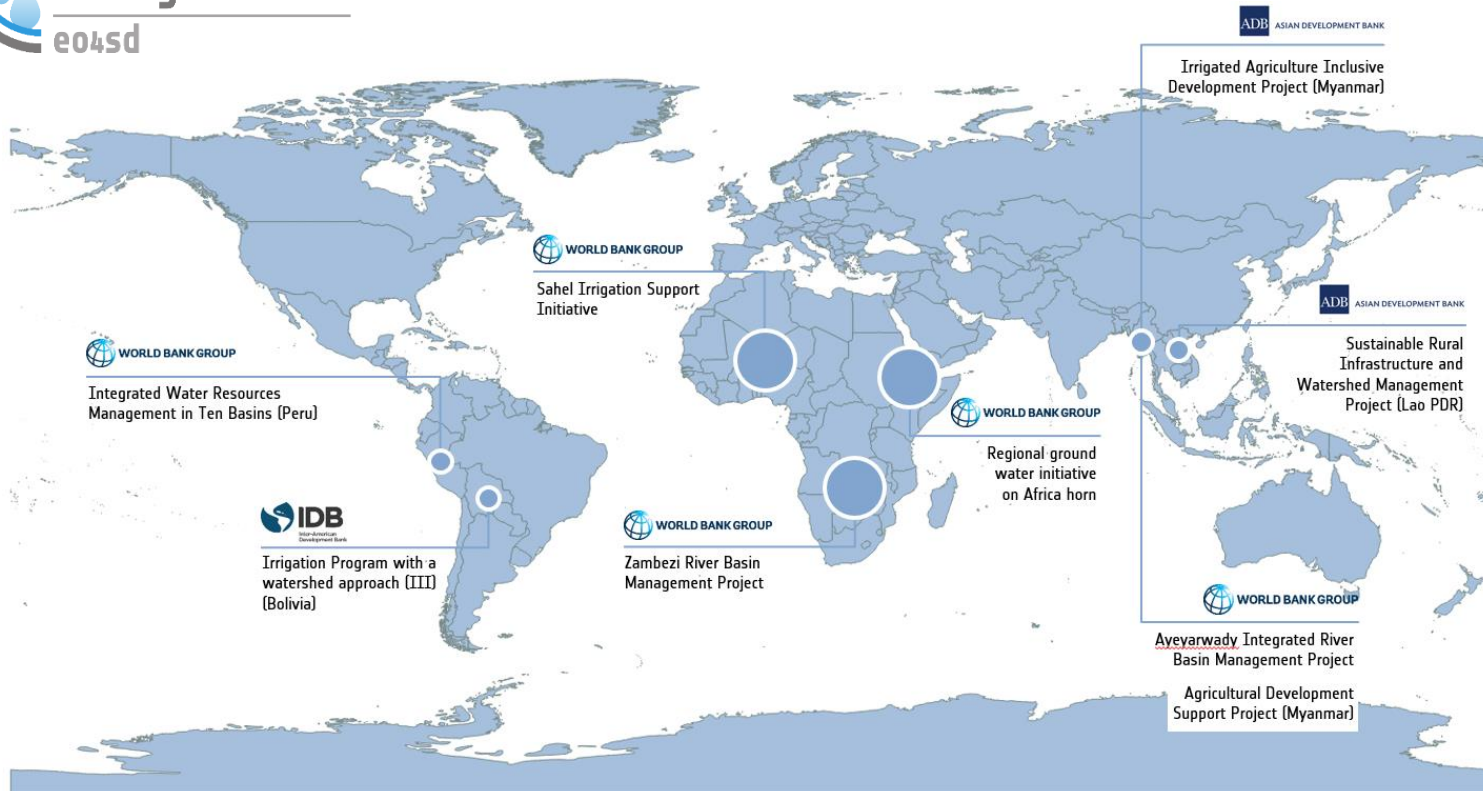 eo4sd
ADB ASIAN DEVELOPMENT BANK
Irrigated Agriculture Inclusive
Development Project (Myanmar)
WORLD BANK GROUP
Sahel Irrigation Support
Initiative
ADB ASIAN DEVELOPMENT BANK
Sustainable Rural
Infrastructure and
Watershed Management
Project (Lao PDR)
WORLD BANK GROUP
Integrated Water Resources
Management in Ten Basins (Peru)
WORLD BANK GROUP
Regional ground
water initiative
on Africa horn
IDB
Inter-American
Development Bank
Irrigation Program with a
watershed approach (III)
(Bolivia)
WORLD BANK GROUP
Zambezi River Basin
Management Project
WORLD BANK GROUP
Ayeyarwady Integrated River
Basin Management Project
Agricultural Development
Support Project (Myanmar)